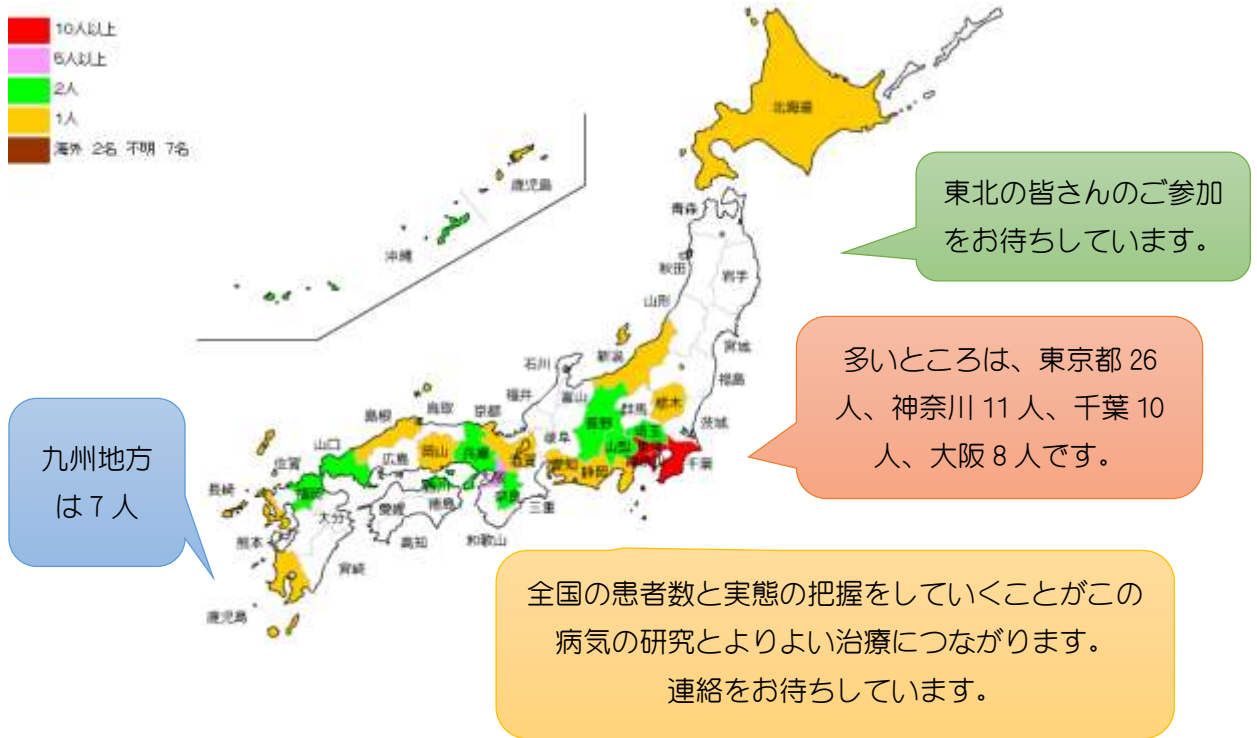 10人以上
5人以上
2人
1人
海外 2名 不明 7名
北海道
鹿児島
沖縄
青森
秋田
岩手
山形
宮城
新潟
福島
石川
富山
群馬
栃木
福井
茨城
長野
埼玉
岐阜
山梨
千葉
鳥取
京都
島根
滋賀
愛知
静岡
山口
広島
岡山
兵庫
佐賀
福岡
香川
奈良
三重
長崎
大分
愛媛
徳島
和歌山
高知
熊本
宮崎
鹿児島
東北の皆さんのご参加
をお待ちしています。
多いところは、東京都 26
人、神奈川 11 人、千葉 10
人、大阪 8 人です。
九州地方
は 7 人
全国の患者数と実態の把握をしていくことがこの
病気の研究とよりよい治療につながります。
連絡をお待ちしています。